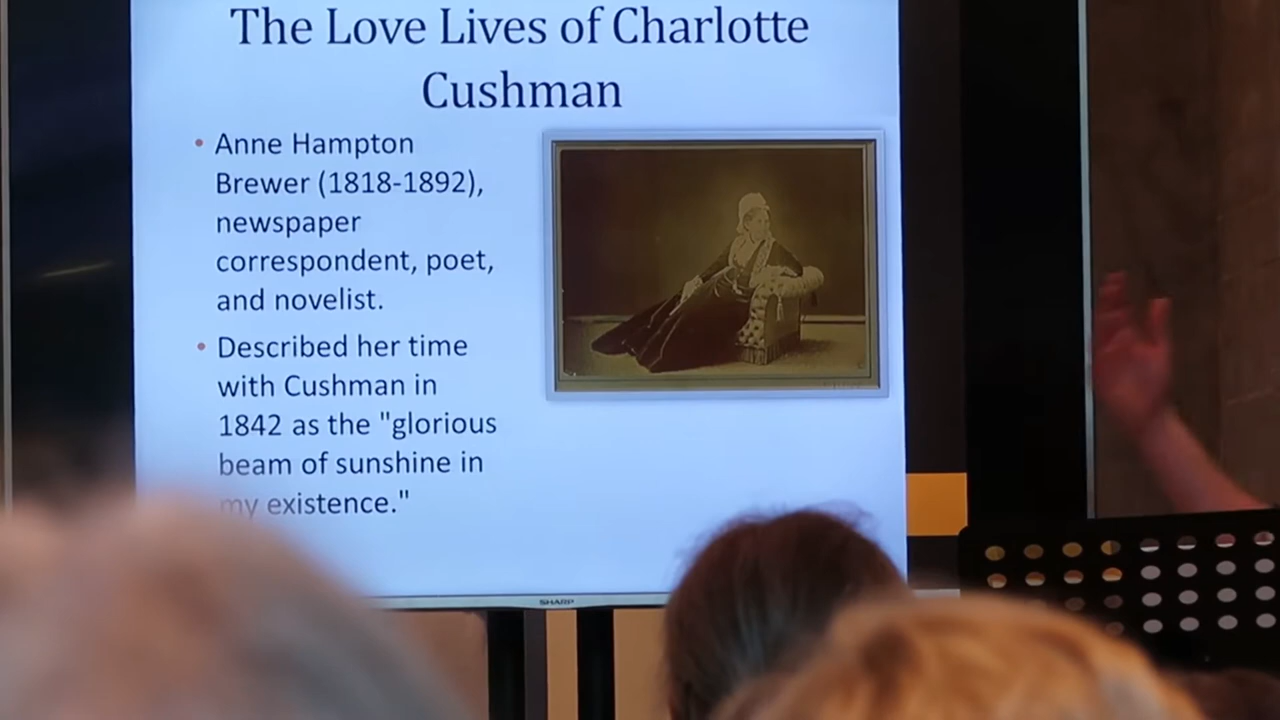 The Love Lives of Charlotte
Cushman
• Anne Hampton
Brewer (1818-1892),
newspaper
correspondent, poet,
and novelist.
• Described her time
with Cushman in
1842 as the "glorious
beam of sunshine in
my existence."
SHARP